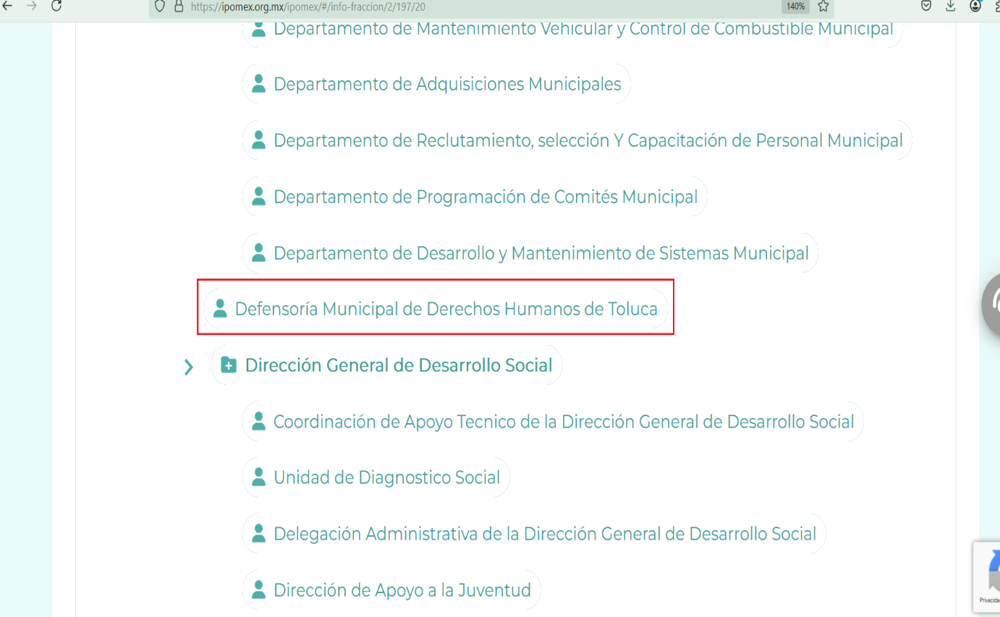 https://ipomex.org.mx/ipomex/#/info-fraccion/2/197/20
140%
Departamento de Mantenimiento Vehicular y Control de Combustible Municipal
Departamento de Adquisiciones Municipales
Departamento de Reclutamiento, selección Y Capacitación de Personal Municipal
Departamento de Programación de Comités Municipal
Departamento de Desarrollo y Mantenimiento de Sistemas Municipal
Defensoría Municipal de Derechos Humanos de Toluca
Dirección General de Desarrollo Social
Coordinación de Apoyo Tecnico de la Dirección General de Desarrollo Social
Unidad de Diagnostico Social
Delegación Administrativa de la Dirección General de Desarrollo Social
Dirección de Apoyo a la Juventud